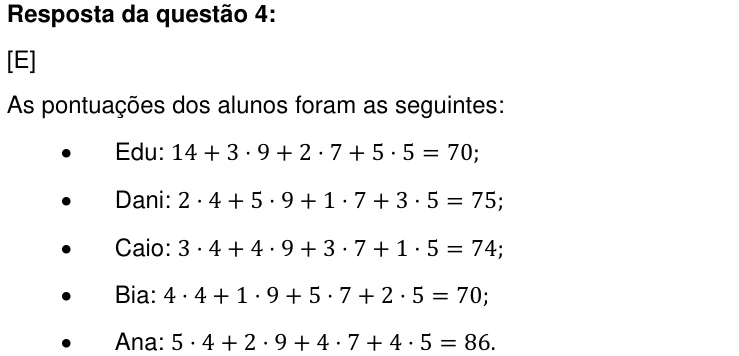 Resposta da questão 4:
[E]
As pontuações dos alunos foram as seguintes:
• Edu: 14 + 3 ∙ 9 + 2 ∙ 7 + 5 ∙ 5 = 70;
• Dani: 2 ∙ 4 + 5 ∙ 9 + 1 ∙ 7 + 3 ∙ 5 = 75;
• Caio: 3 ∙ 4 + 4 ∙ 9 + 3 ∙ 7 + 1 ∙ 5 = 74;
• Bia: 4 ∙ 4 + 1 ∙ 9 + 5 ∙ 7 + 2 ∙ 5 = 70;
• Ana: 5 ∙ 4 + 2 ∙ 9 + 4 ∙ 7 + 4 ∙ 5 = 86.